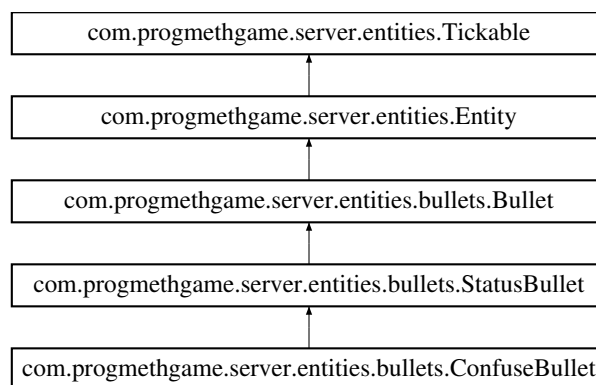 com.progmethgame.server.entities.Tickable
com.progmethgame.server.entities.Entity
com.progmethgame.server.entities.bullets.Bullet
com.progmethgame.server.entities.bullets.StatusBullet
com.progmethgame.server.entities.bullets.ConfuseBullet